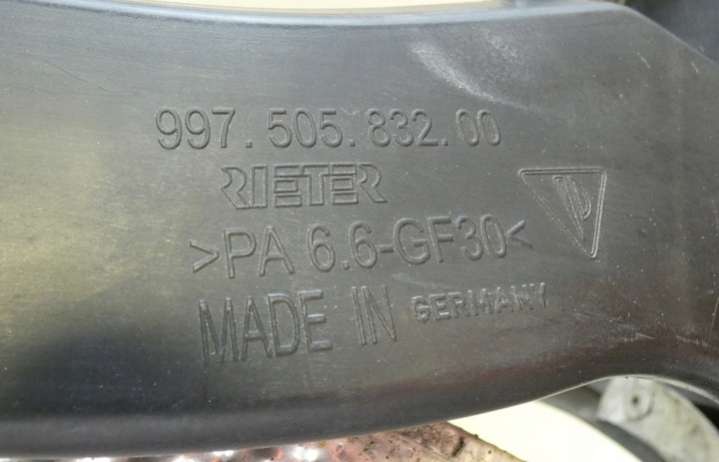 997.505.832.00
RIETER
>PA 6.6-GF30<
MADE IN GERMANY